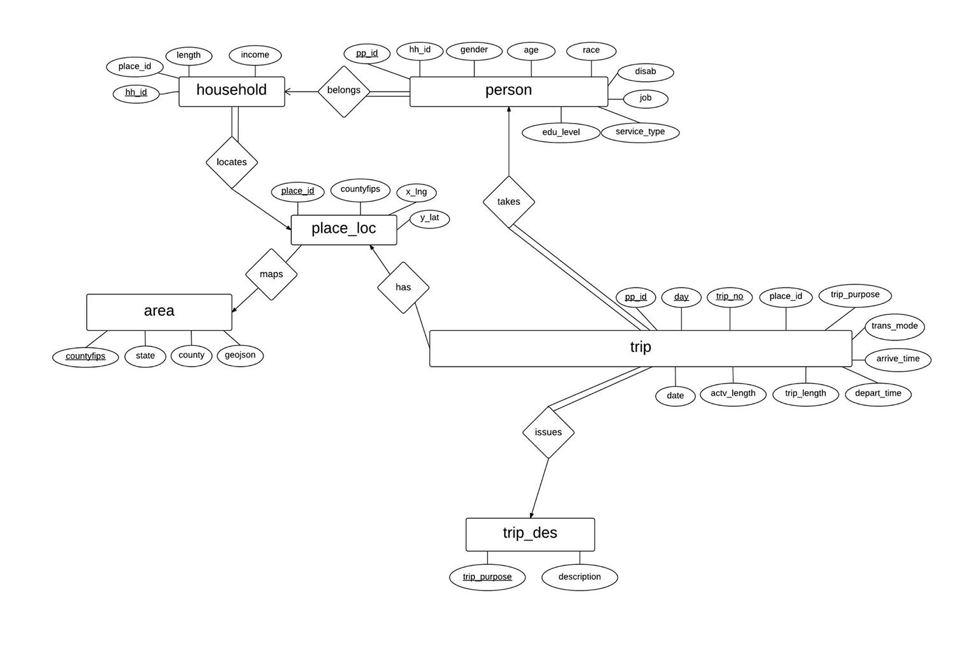 length
income
place_id
hh_id
household
belongs
pp_id
hh_id
gender
age
race
disab
job
person
edu_level
service_type
locates
takes
place_id
countyfips
x_lng
y_lat
place_loc
maps
has
area
countyfips
state
county
geojson
pp_id
day
trip_no
place_id
trip_purpose
trans_mode
arrive_time
trip
date
actv_length
trip_length
depart_time
issues
trip_des
trip_purpose
description